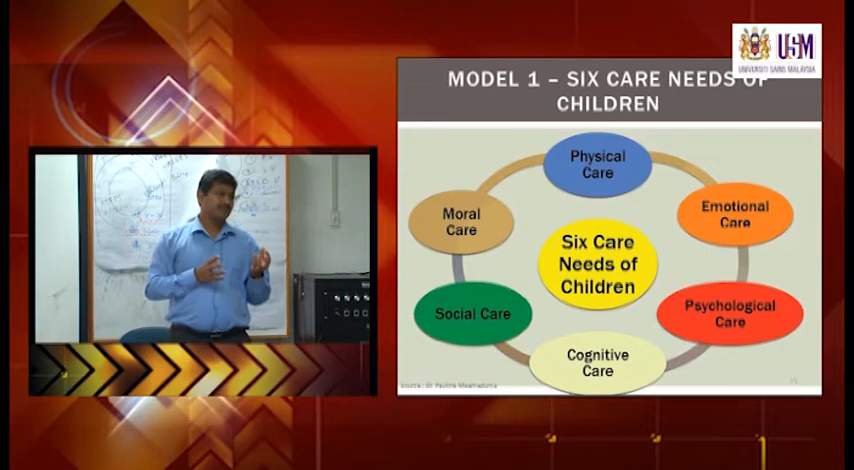 USM
UNIVERSITI SAINS MALAYSIA
MODEL 1 – SIX CARE NEEDS OF
CHILDREN
Physical
Care
Emotional
Care
Psychological
Care
Cognitive
Care
Social Care
Moral
Care
Six Care
Needs of
Children